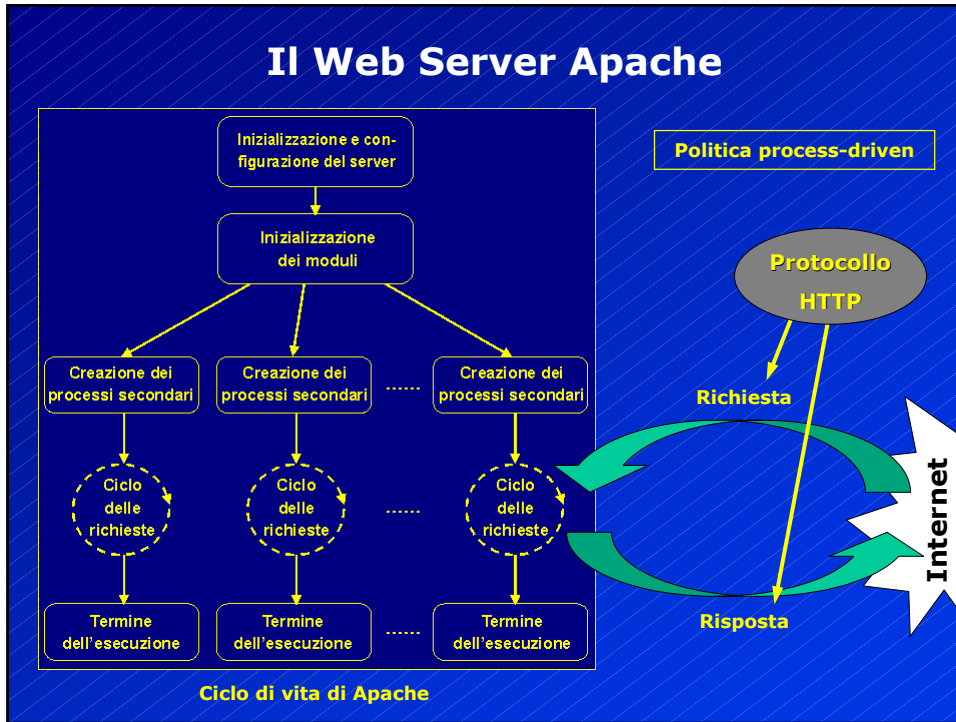 Il Web Server Apache
Inizializzazione e con-
figurazione del server
Politica process-driven
Inizializzazione
dei moduli
Protocollo
HTTP
Creazione dei
processi secondari
Creazione dei
processi secondari
......
Creazione dei
processi secondari
Richiesta
Ciclo
delle
richieste
Ciclo
delle
richieste
......
Ciclo
delle
richieste
Internet
Termine
dell'esecuzione
Termine
dell'esecuzione
......
Termine
dell'esecuzione
Risposta
Ciclo di vita di Apache